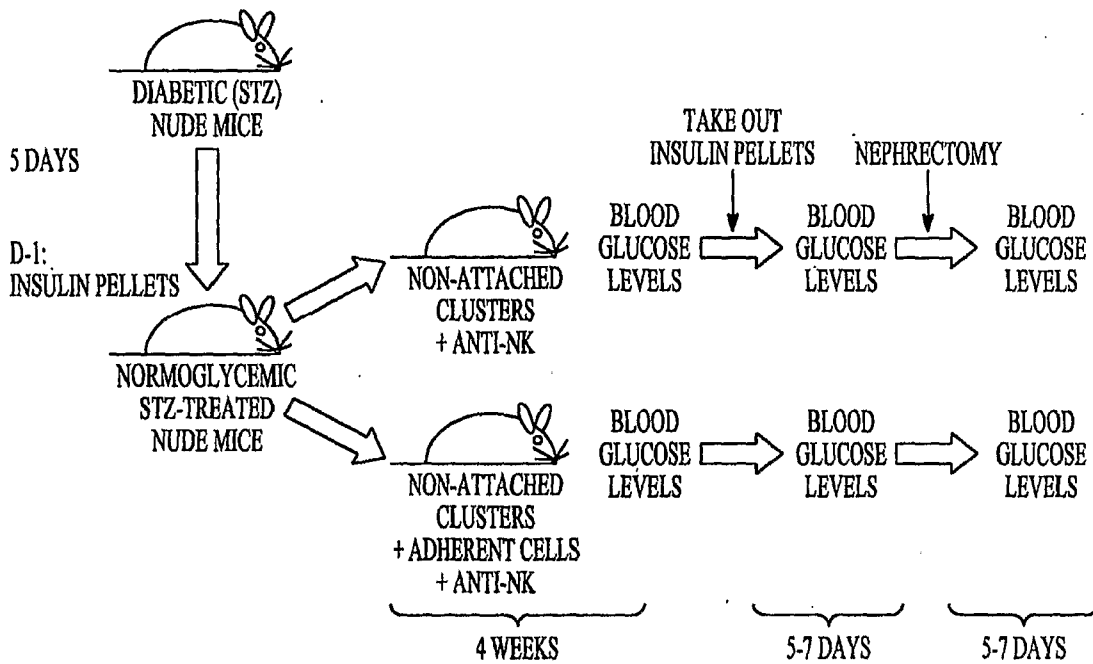 DIABETIC (STZ)
NUDE MICE
5 DAYS
D-1:
INSULIN PELLETS
NORMOGLYCEMIC
STZ-TREATED
NUDE MICE
NON-ATTACHED
CLUSTERS
+ ANTI-NK
BLOOD
GLUCOSE
LEVELS
TAKE OUT
INSULIN PELLETS
BLOOD
GLUCOSE
LEVELS
NEPHRECTOMY
BLOOD
GLUCOSE
LEVELS
NON-ATTACHED
CLUSTERS
+ ADHERENT CELLS
+ ANTI-NK
BLOOD
GLUCOSE
LEVELS
BLOOD
GLUCOSE
LEVELS
BLOOD
GLUCOSE
LEVELS
4 WEEKS
5-7 DAYS
5-7 DAYS